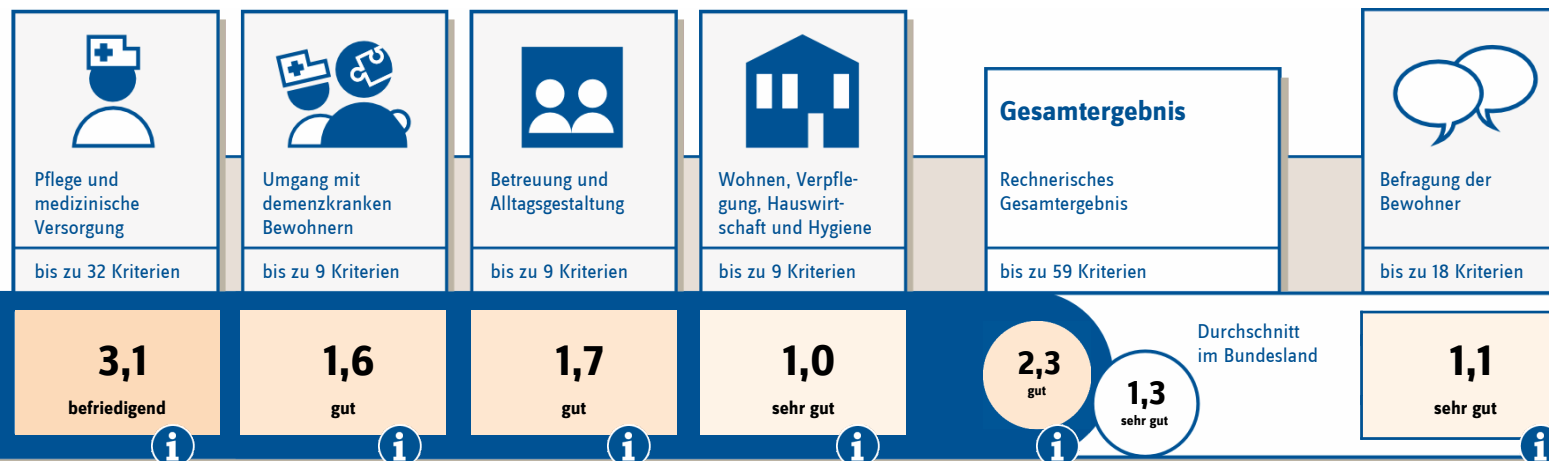 Pflege und
medizinische
Versorgung
bis zu 32 Kriterien
3,1
befriedigend
i
Umgang mit
demenzkranken
Bewohnern
bis zu 9 Kriterien
1,6
gut
i
Betreuung und
Alltagsgestaltung
bis zu 9 Kriterien
1,7
gut
i
Wohnen, Verpfle-
gung, Hauswirt-
schaft und Hygiene
bis zu 9 Kriterien
1,0
sehr gut
i
Gesamtergebnis
Rechnerisches
Gesamtergebnis
bis zu 59 Kriterien
2,3
gut
i
1,3
sehr gut
Durchschnitt
im Bundesland
Befragung der
Bewohner
bis zu 18 Kriterien
1,1
sehr gut
i